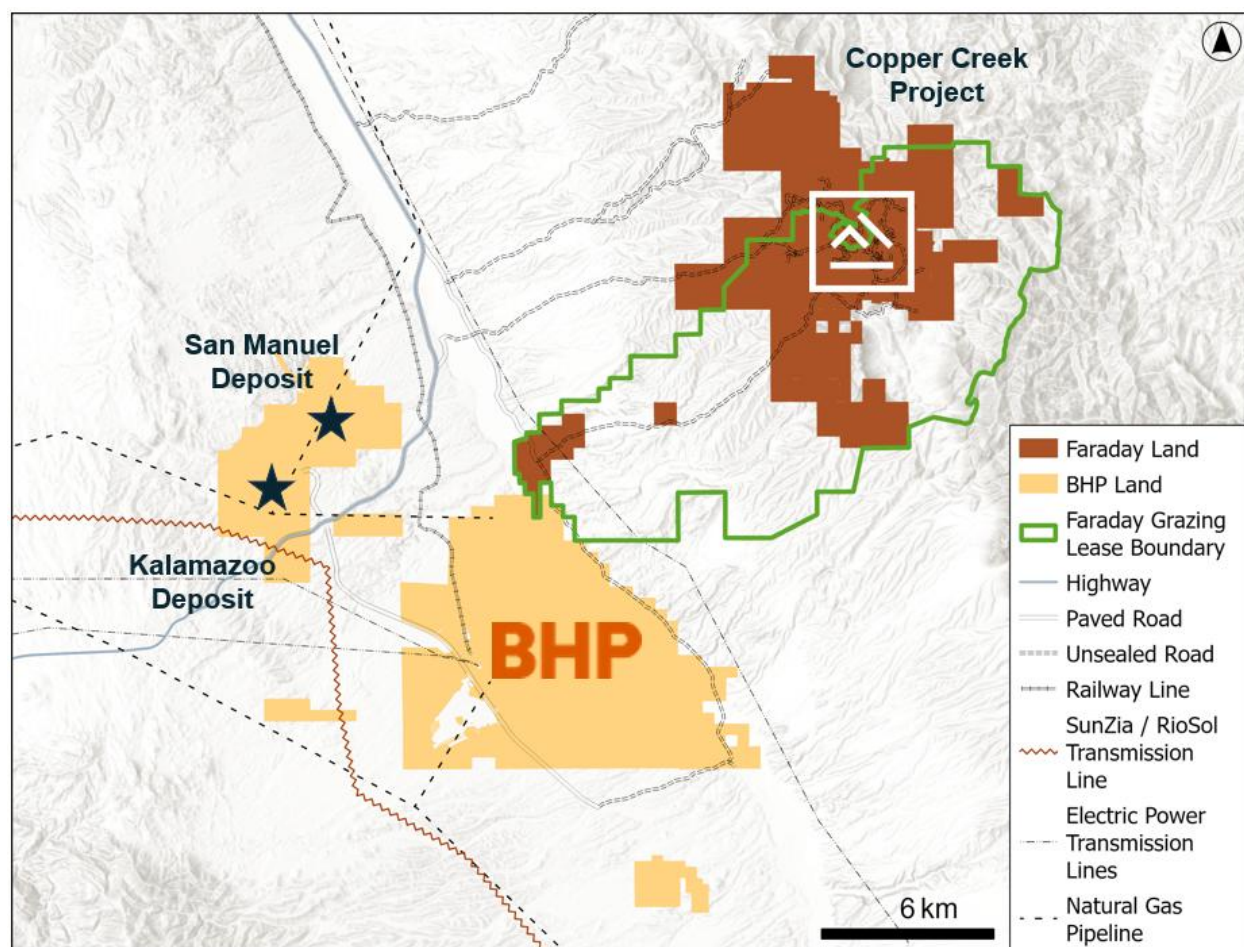 Copper Creek
Project
San Manuel
Deposit
Kalamazoo
Deposit
BHP
Faraday Land
BHP Land
Faraday Grazing
Lease Boundary
Highway
Paved Road
Unsealed Road
Railway Line
SunZia / RioSol
Transmission
Line
Electric Power
Transmission
Lines
Natural Gas
Pipeline
6 km